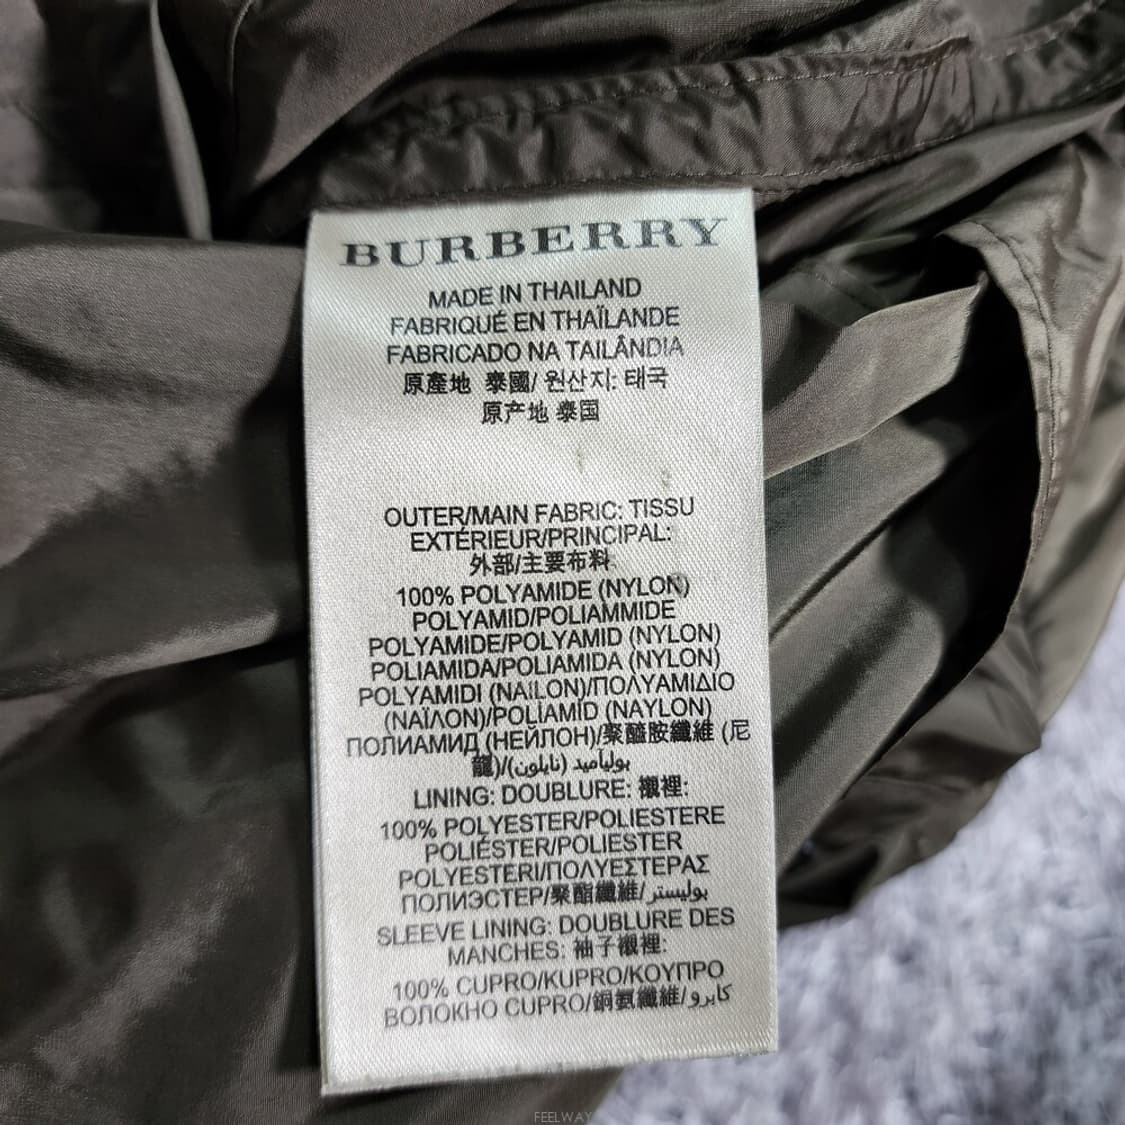 BURBERRY
MADE IN THAILAND
FABRIQUÉ EN THAÏLANDE
FABRICADO NA TAILÂNDIA
原產地 泰國/ 원산지: 태국
原产地 泰国
OUTER/MAIN FABRIC: TISSU
EXTÉRIEUR/PRINCIPAL:
外部/主要布料
100% POLYAMIDE (NYLON)
POLYAMID/POLIAMMIDE
POLYAMIDE/POLYAMID (NYLON)
POLIAMIDA/POLIAMIDA (NYLON)
POLYAMIDI (NAILON)/ΠΟΛΥΑΜΙΔΙΟ
(ΝΑΪΛΟΝ)/POLIAMID (NAYLON)
ПОЛИАМИД (НЕЙЛОН)/聚醯胺纖維 (尼
龍)/بوليأميد (نايلون)
LINING: DOUBLURE: 襯裡:
100% POLYESTER/POLIESTERE
POLIÉSTER/POLIESTER
POLYESTERI/ΠΟΛΥΕΣΤΕΡΑΣ
ПОЛИЭСТЕР/聚酯纖維/بوليستر
SLEEVE LINING: DOUBLURE DES
MANCHES: 袖子襯裡:
100% CUPRO/KUPRO/ΚΟΥΠΡΟ
ВОЛОКНО CUPRO/銅氨纖維/كابرو
FEELWAY